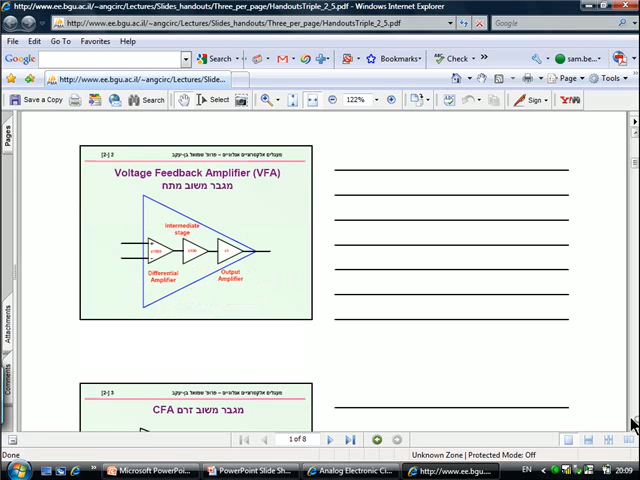 http://www.ee.bgu.ac.il/~angcirc/Lectures/Slides_handouts/Three_per_page/HandoutsTriple_2_5.pdf - Windows Internet Explorer
http://www.ee.bgu.ac.il/~angcirc/Lectures/Slides_handouts/Three_per_page/HandoutsTriple_2_5.pdf
Google
File Edit Go To Favorites Help
Google Search Bookmarks Check sam.be...
http://www.ee.bgu.ac.il/~angcirc/Lectures/Slide... Page Tools
Save a Copy Search Select 122% Sign Y!
Pages
[2-] 2 מעגלים אלקטרוניים אנלוגיים – פרופ' שמואל בן-יעקב
Voltage Feedback Amplifier (VFA)
מגבר משוב מתח
Intermediate
stage
+
-
Differential
Amplifier
Output
Amplifier
Attachments
Comments
[2-] 3 מעגלים אלקטרוניים אנלוגיים – פרופ' שמואל בן-יעקב
מגבר משוב זרם CFA
1 of 8
Done Unknown Zone | Protected Mode: Off
Microsoft PowerPoi... PowerPoint Slide Sh... Analog Electronic Ci... http://www.ee.bgu.... EN 20:09